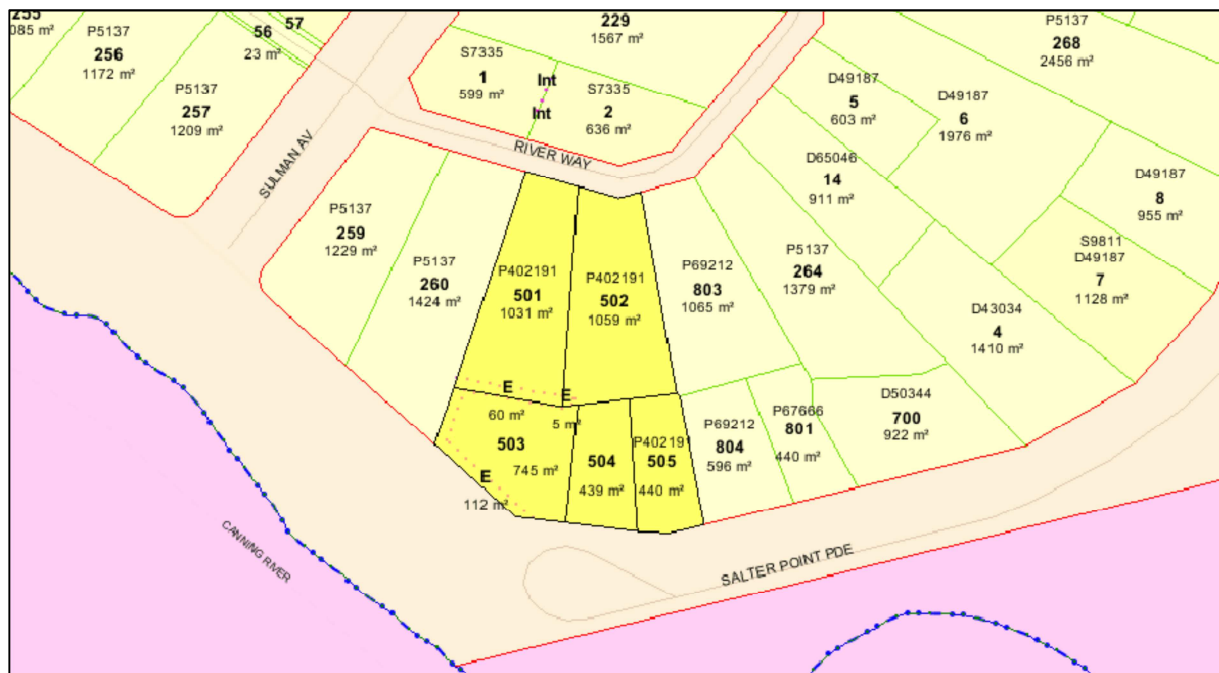 255
085 m²
P5137
256
1172 m²
56
23 m²
57
P5137
257
1209 m²
229
1567 m²
S7335
1
599 m²
Int
Int
S7335
2
636 m²
P5137
268
2456 m²
D49187
5
603 m²
D49187
6
1976 m²
D65046
14
911 m²
D49187
8
955 m²
S9811
D49187
7
1128 m²
SULMAN AV
RIVER WAY
P5137
259
1229 m²
P5137
260
1424 m²
P402191
501
1031 m²
P402191
502
1059 m²
P69212
803
1065 m²
P5137
264
1379 m²
D43034
4
1410 m²
E
E
60 m²
5 m²
503
745 m²
E
112 m²
504
439 m²
P402191
505
440 m²
P69212
804
596 m²
P67666
801
440 m²
D50344
700
922 m²
CANNING RIVER
SALTER POINT PDE